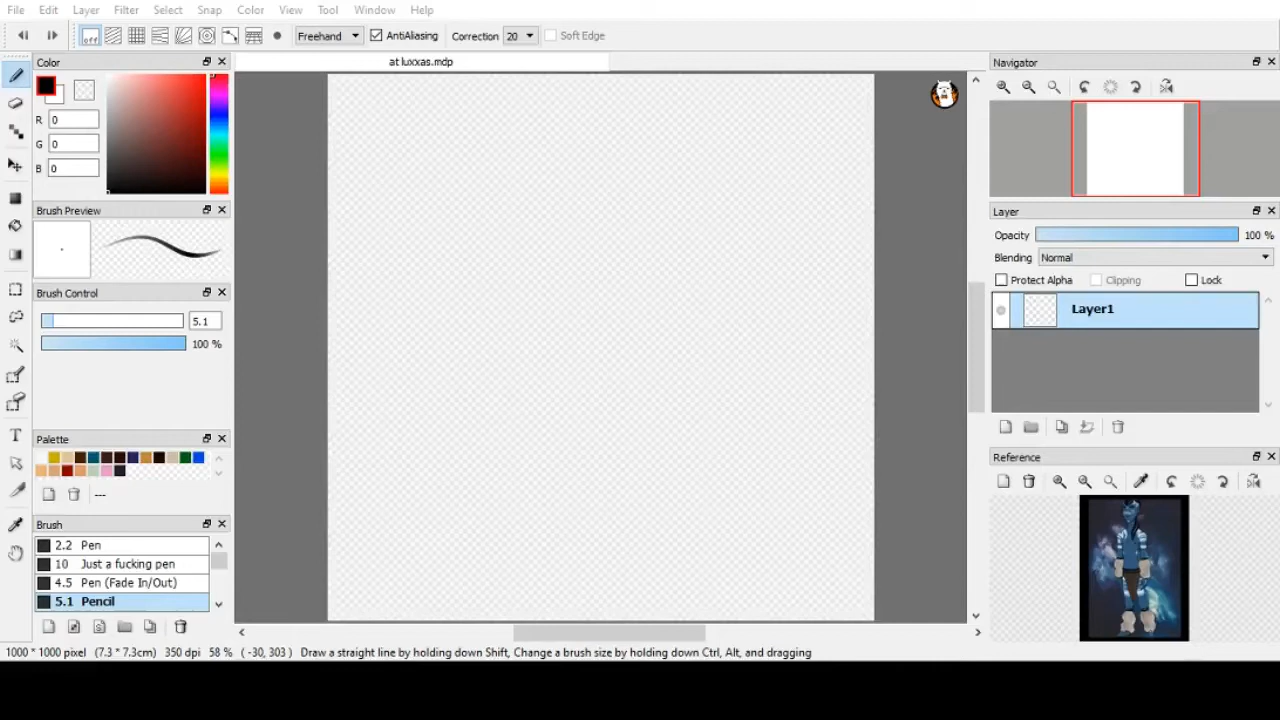 File Edit Layer Filter Select Snap Color View Tool Window Help
off Freehand AntiAliasing Correction 20 Soft Edge
Color
R 0
G 0
B 0
Brush Preview
Brush Control
5.1
100 %
Palette
---
Brush
2.2 Pen
10 Just a fucking pen
4.5 Pen (Fade In/Out)
5.1 Pencil
at luxxas.mdp
Navigator
Layer
Opacity 100 %
Blending Normal
Protect Alpha Clipping Lock
Layer1
Reference
1000 * 1000 pixel (7.3 * 7.3cm) 350 dpi 58 % ( -30, 303 ) Draw a straight line by holding down Shift, Change a brush size by holding down Ctrl, Alt, and dragging